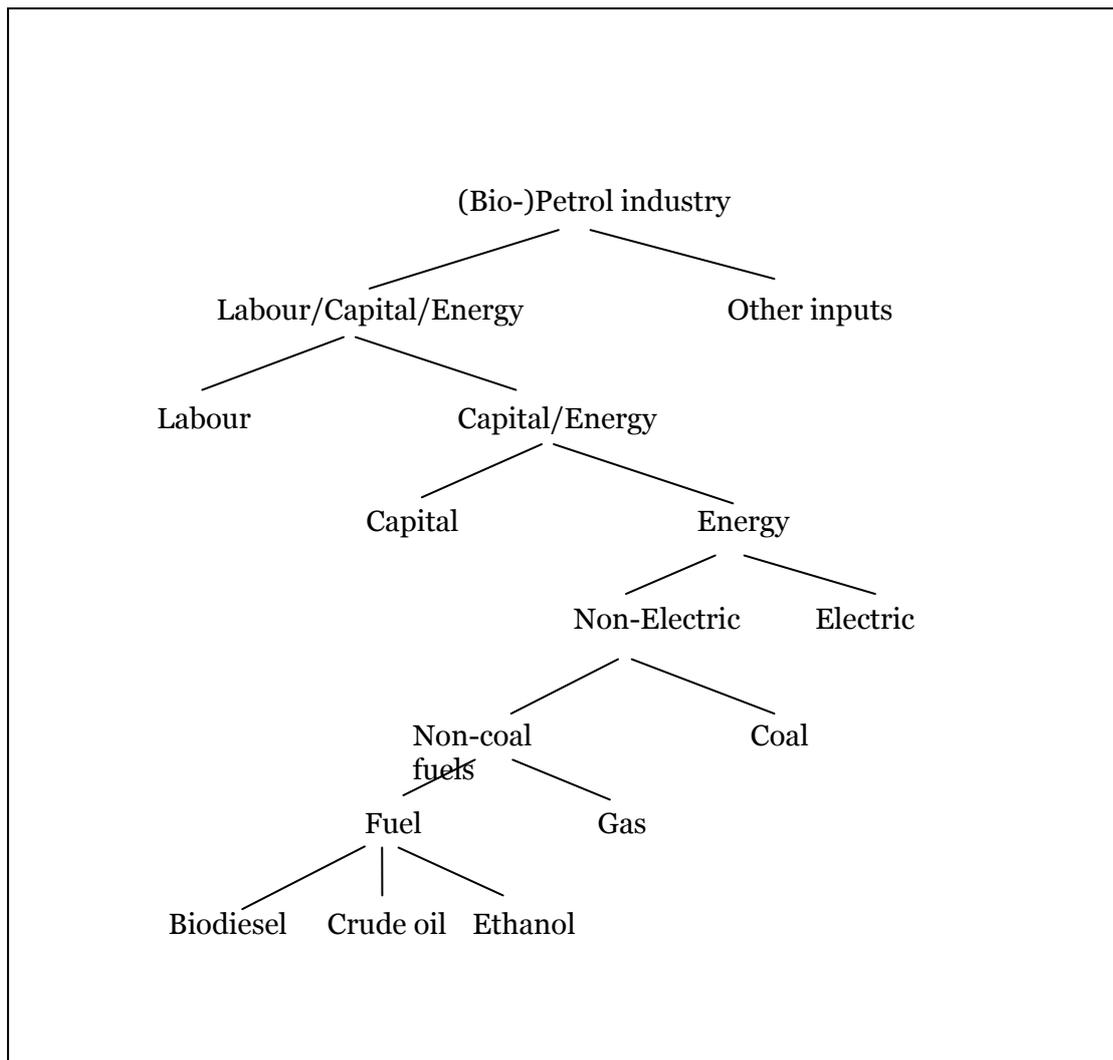 (Bio-)Petrol industry
Labour/Capital/Energy
Other inputs
Labour
Capital/Energy
Capital
Energy
Non-Electric
Electric
Non-coal
fuels
Coal
Fuel
Gas
Biodiesel
Crude oil
Ethanol